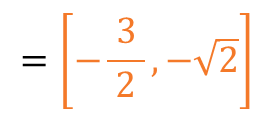 = [-3/2, -√2]